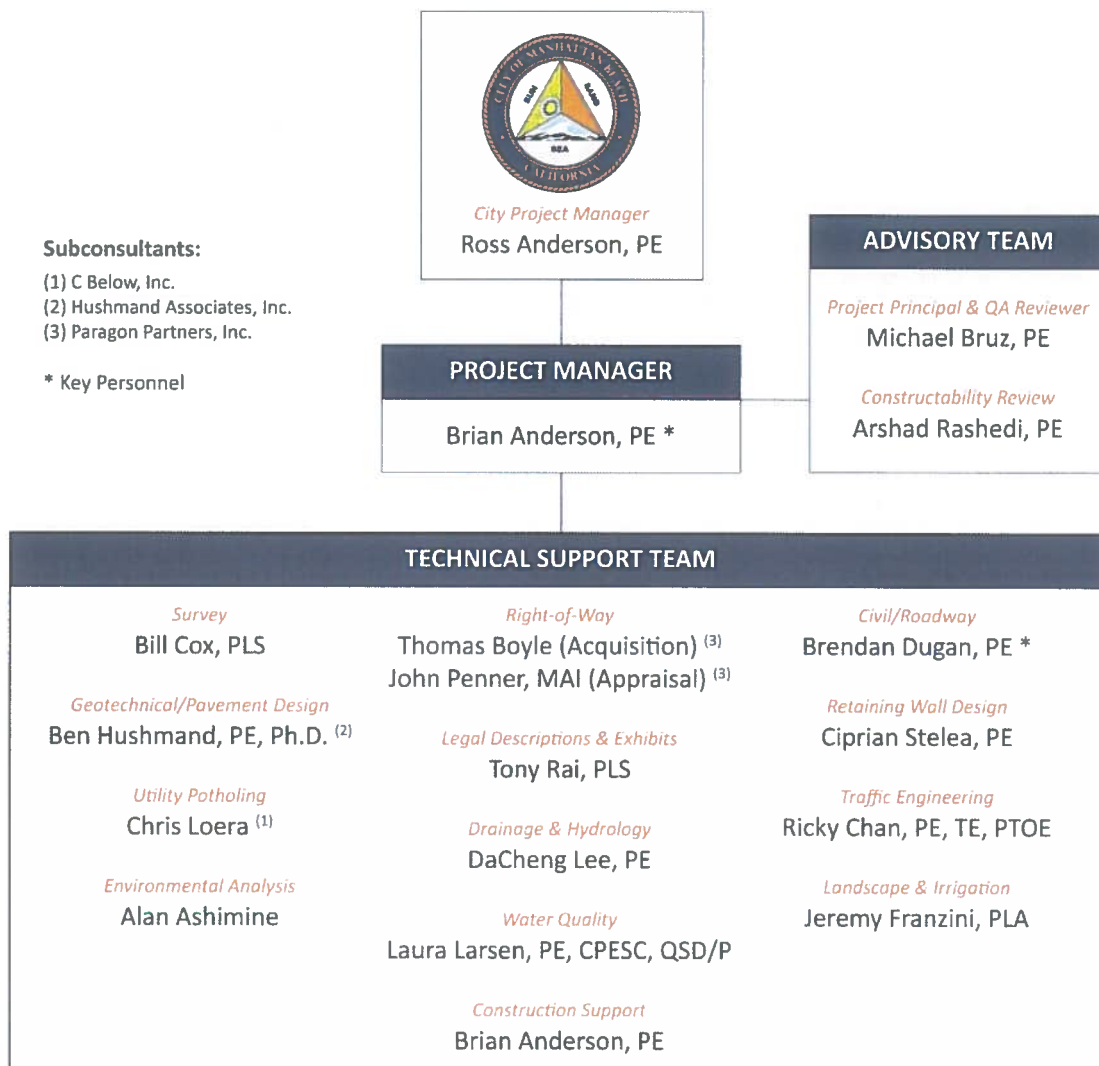 CITY OF MANHATTAN BEACH
SUN
SAND
SEA
CALIFORNIA
City Project Manager
Ross Anderson, PE
Subconsultants:
(1) C Below, Inc.
(2) Hushmand Associates, Inc.
(3) Paragon Partners, Inc.
* Key Personnel
ADVISORY TEAM
Project Principal & QA Reviewer
Michael Bruz, PE
Constructability Review
Arshad Rashedi, PE
PROJECT MANAGER
Brian Anderson, PE *
TECHNICAL SUPPORT TEAM
Survey
Bill Cox, PLS
Geotechnical/Pavement Design
Ben Hushmand, PE, Ph.D. (2)
Utility Potholing
Chris Loera (1)
Environmental Analysis
Alan Ashimine
Right-of-Way
Thomas Boyle (Acquisition) (3)
John Penner, MAI (Appraisal) (3)
Legal Descriptions & Exhibits
Tony Rai, PLS
Drainage & Hydrology
DaCheng Lee, PE
Water Quality
Laura Larsen, PE, CPESC, QSD/P
Construction Support
Brian Anderson, PE
Civil/Roadway
Brendan Dugan, PE *
Retaining Wall Design
Ciprian Stelea, PE
Traffic Engineering
Ricky Chan, PE, TE, PTOE
Landscape & Irrigation
Jeremy Franzini, PLA